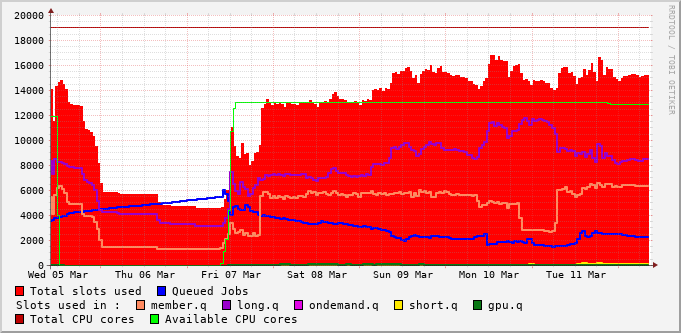 20000
18000
16000
14000
12000
10000
8000
6000
4000
2000
0
Wed 05 Mar Thu 06 Mar Fri 07 Mar Sat 08 Mar Sun 09 Mar Mon 10 Mar Tue 11 Mar
Total slots used Queued Jobs
Slots used in : member.q long.q ondemand.q short.q gpu.q
Total CPU cores Available CPU cores
RRDTOOL / TOBI OETIKER